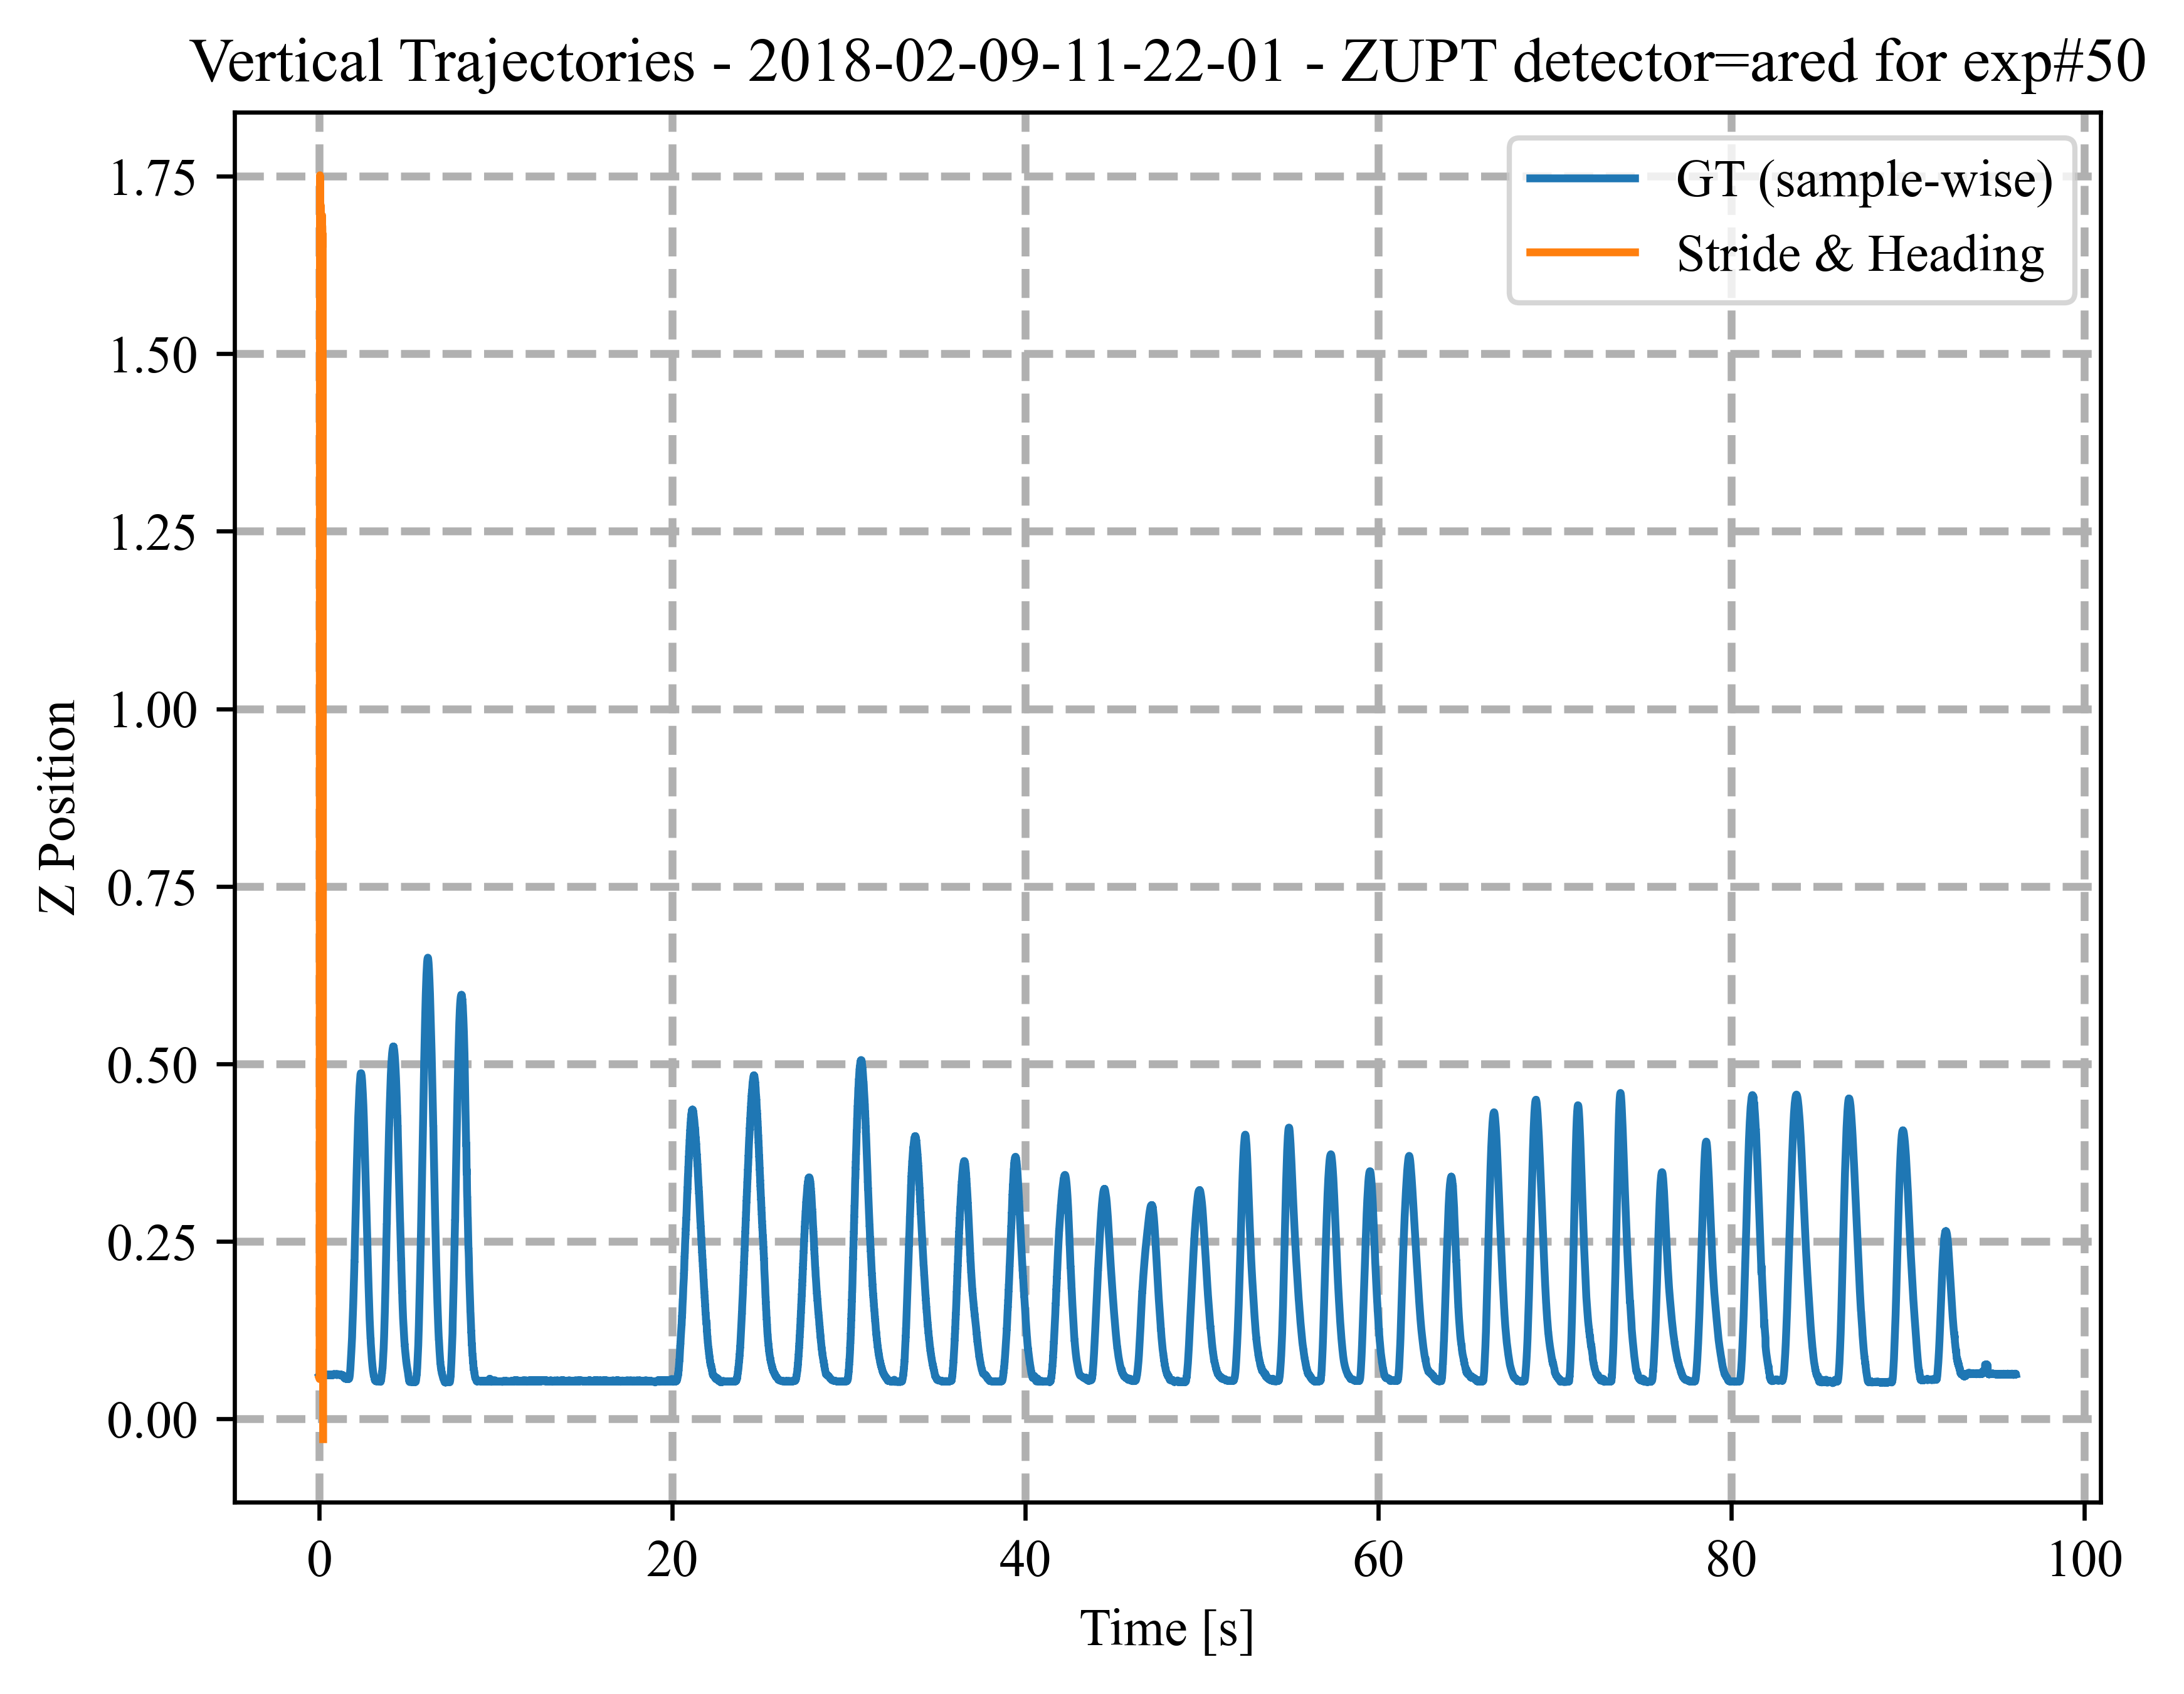 Vertical Trajectories - 2018-02-09-11-22-01 - ZUPT detector=ared for exp#50
GT (sample-wise)
Stride & Heading
1.75
1.50
1.25
1.00
0.75
0.50
0.25
0.00
Z Position
0 20 40 60 80 100
Time [s]